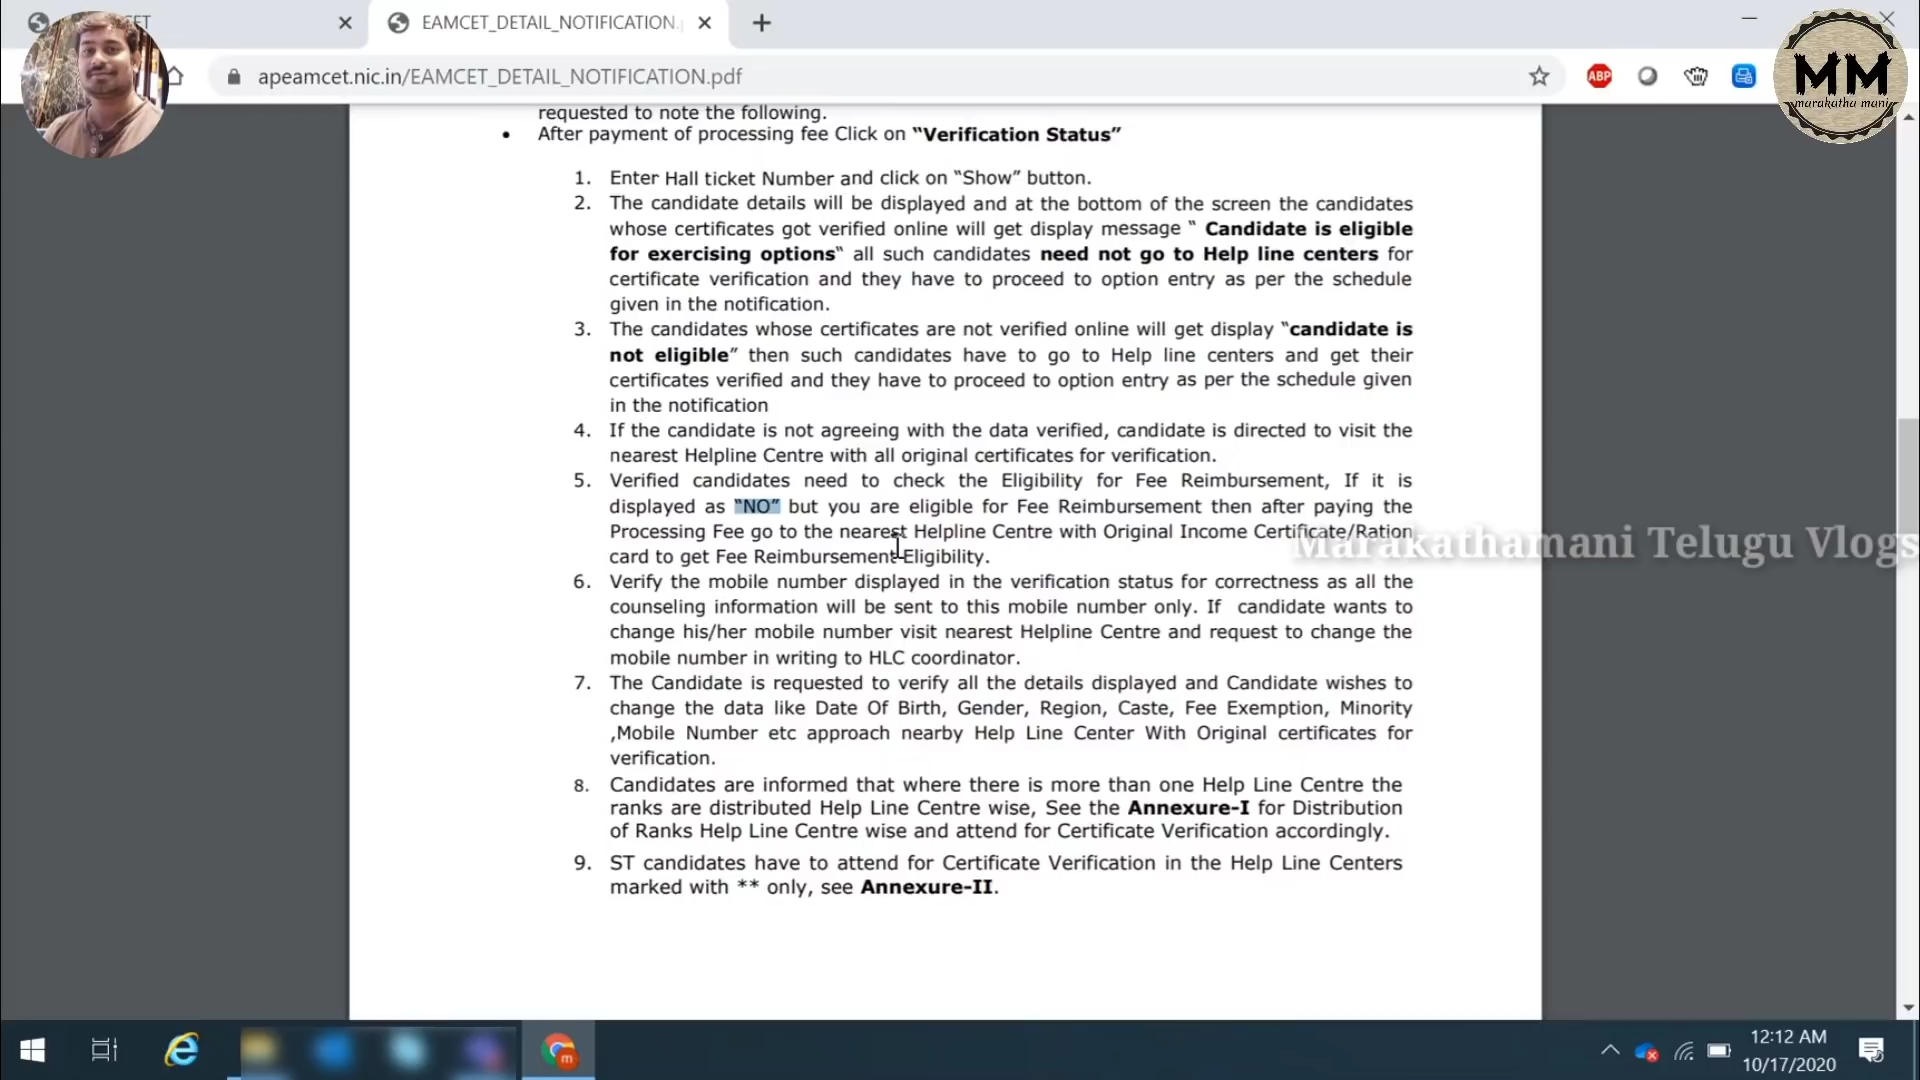 EAMCET_DETAIL_NOTIFICATION.
apeamcet.nic.in/EAMCET_DETAIL_NOTIFICATION.pdf
ABP
MM
marakatha mani
requested to note the following.
• After payment of processing fee Click on “Verification Status”
1. Enter Hall ticket Number and click on “Show” button.
2. The candidate details will be displayed and at the bottom of the screen the candidates
whose certificates got verified online will get display message “ Candidate is eligible
for exercising options“ all such candidates need not go to Help line centers for
certificate verification and they have to proceed to option entry as per the schedule
given in the notification.
3. The candidates whose certificates are not verified online will get display “candidate is
not eligible” then such candidates have to go to Help line centers and get their
certificates verified and they have to proceed to option entry as per the schedule given
in the notification
4. If the candidate is not agreeing with the data verified, candidate is directed to visit the
nearest Helpline Centre with all original certificates for verification.
5. Verified candidates need to check the Eligibility for Fee Reimbursement, If it is
displayed as “NO” but you are eligible for Fee Reimbursement then after paying the
Processing Fee go to the nearest Helpline Centre with Original Income Certificate/Ration
card to get Fee Reimbursement Eligibility.
Marakathamani Telugu Vlogs
6. Verify the mobile number displayed in the verification status for correctness as all the
counseling information will be sent to this mobile number only. If candidate wants to
change his/her mobile number visit nearest Helpline Centre and request to change the
mobile number in writing to HLC coordinator.
7. The Candidate is requested to verify all the details displayed and Candidate wishes to
change the data like Date Of Birth, Gender, Region, Caste, Fee Exemption, Minority
,Mobile Number etc approach nearby Help Line Center With Original certificates for
verification.
8. Candidates are informed that where there is more than one Help Line Centre the
ranks are distributed Help Line Centre wise, See the Annexure-I for Distribution
of Ranks Help Line Centre wise and attend for Certificate Verification accordingly.
9. ST candidates have to attend for Certificate Verification in the Help Line Centers
marked with ** only, see Annexure-II.
m
12:12 AM
10/17/2020